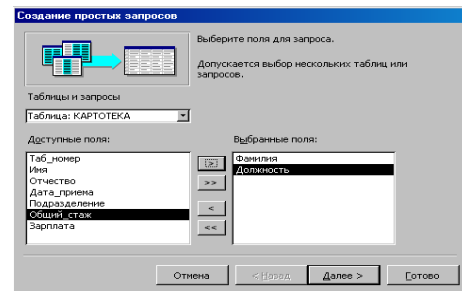 Создание простых запросов
Выберите поля для запроса.
Допускается выбор нескольких таблиц или
запросов.
Таблицы и запросы
Таблица: КАРТОТЕКА
Доступные поля:
Выбранные поля:
Таб_номер
Имя
Отчество
Дата_приема
Подразделение
Общий_стаж
Зарплата
>
>>
<
<<
Фамилия
Должность
Отмена
< Назад
Далее >
Готово